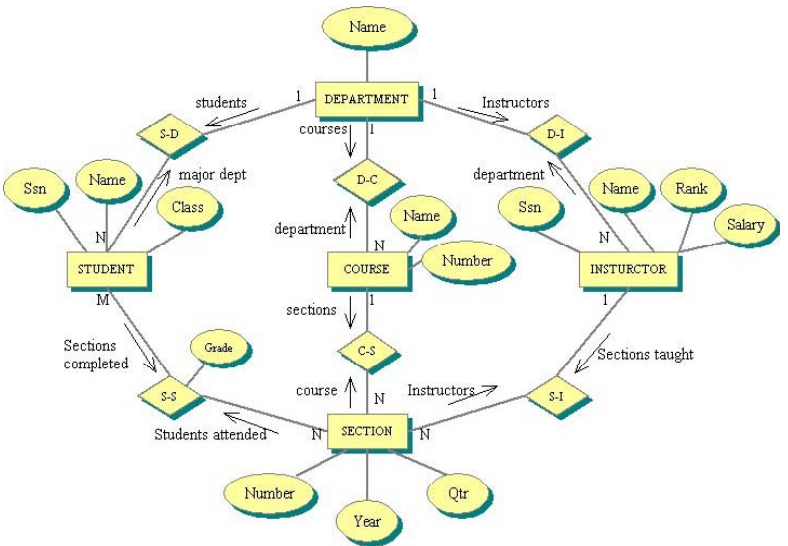 Name
DEPARTMENT
1
1
1
students
courses
Instructors
S-D
D-I
major dept
D-C
department
Ssn
Name
Class
department
Name
Number
Ssn
Name
Rank
Salary
N
N
N
STUDENT
COURSE
INSTURCTOR
M
1
1
sections
Sections
completed
Grade
C-S
Sections taught
S-S
course
Instructors
S-I
Students attended
N
N
N
SECTION
Number
Year
Qtr